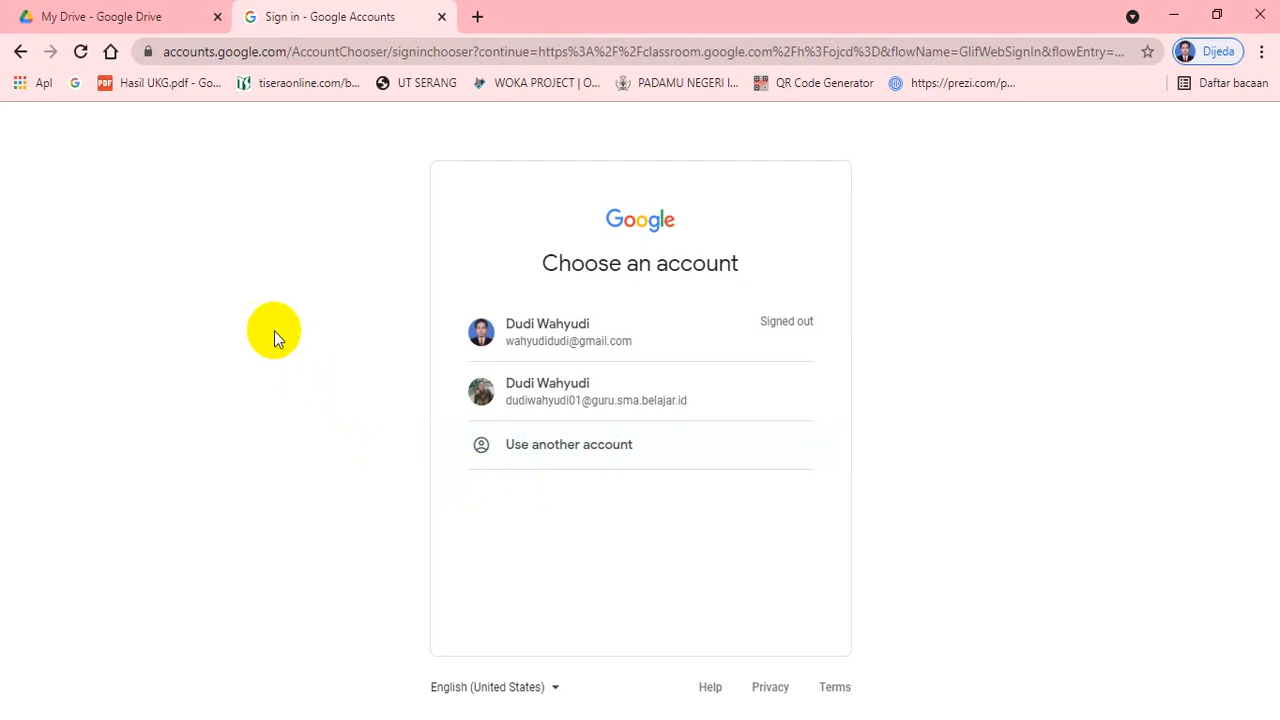 My Drive - Google Drive
Sign in - Google Accounts
accounts.google.com/AccountChooser/signinchooser?continue=https%3A%2F%2Fclassroom.google.com%2Fh%3Fojcd%3D&flowName=GlifWebSignIn&flowEntry=...
Dijeda
Apl
Hasil UKG.pdf - Go...
tiseraonline.com/b...
UT SERANG
WOKA PROJECT | O...
PADAMU NEGERI I...
QR Code Generator
https://prezi.com/p...
Daftar bacaan
Google
Choose an account
Dudi Wahyudi
Signed out
wahyudidudi@gmail.com
Dudi Wahyudi
dudiwahyudi01@guru.sma.belajar.id
Use another account
English (United States)
Help
Privacy
Terms